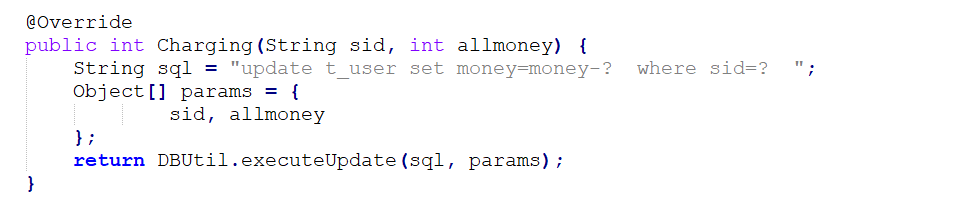 @Override
public int Charging(String sid, int allmoney) {
    String sql = "update t_user set money=money-?  where sid=?  ";
    Object[] params = {
            sid, allmoney
    };
    return DBUtil.executeUpdate(sql, params);
}